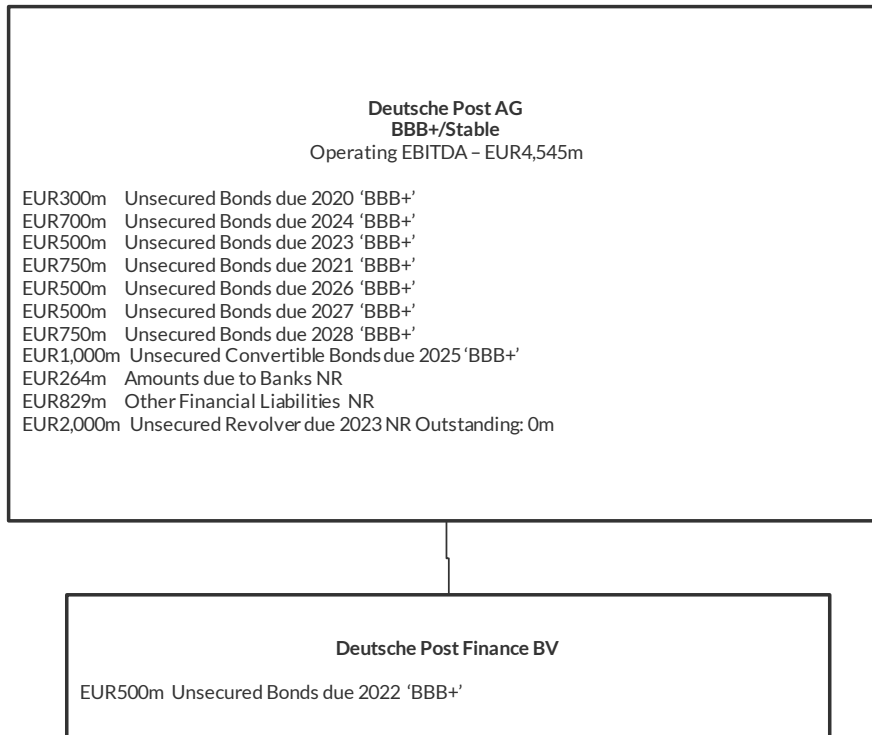 Deutsche Post AG
BBB+/Stable
Operating EBITDA – EUR4,545m
EUR300m Unsecured Bonds due 2020 ‘BBB+’
EUR700m Unsecured Bonds due 2024 ‘BBB+’
EUR500m Unsecured Bonds due 2023 ‘BBB+’
EUR750m Unsecured Bonds due 2021 ‘BBB+’
EUR500m Unsecured Bonds due 2026 ‘BBB+’
EUR500m Unsecured Bonds due 2027 ‘BBB+’
EUR750m Unsecured Bonds due 2028 ‘BBB+’
EUR1,000m Unsecured Convertible Bonds due 2025 ‘BBB+’
EUR264m Amounts due to Banks NR
EUR829m Other Financial Liabilities NR
EUR2,000m Unsecured Revolver due 2023 NR Outstanding: 0m
Deutsche Post Finance BV
EUR500m Unsecured Bonds due 2022 ‘BBB+’